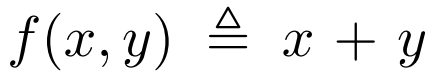 f(x, y) ≜ x + y